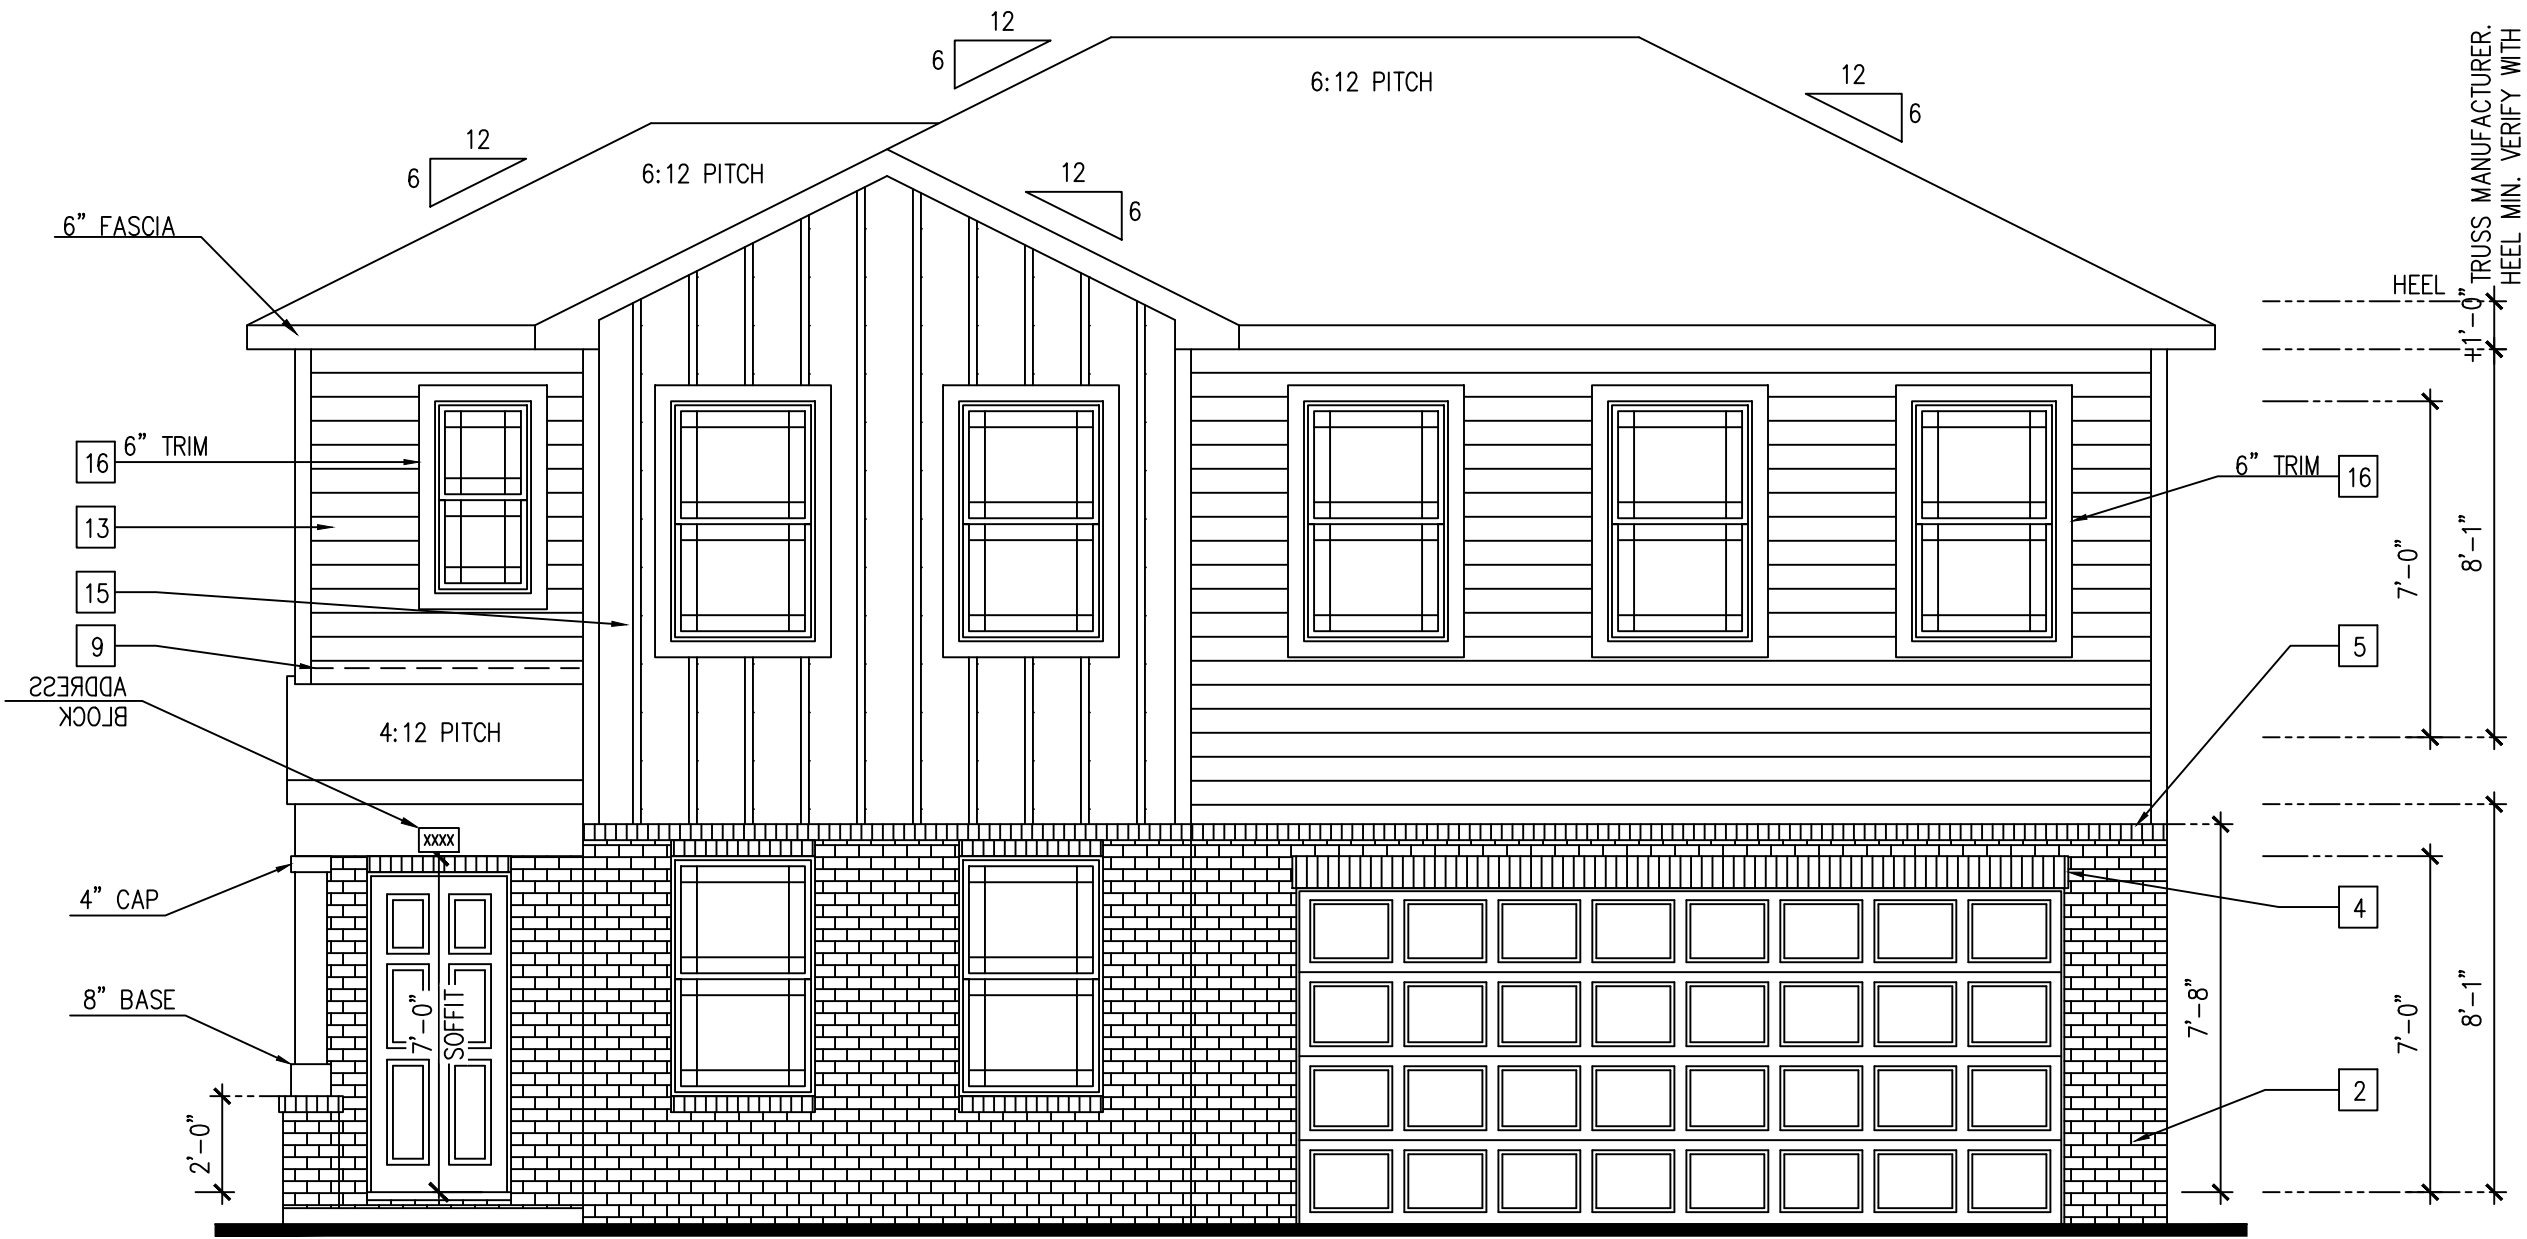 12
6
6:12 PITCH
12
6
TRUSS MANUFACTURER.
HEEL MIN. VERIFY WITH
12
6
6:12 PITCH
12
6
6” FASCIA
HEEL
+1'-0”
16
6” TRIM
6” TRIM
16
13
7'-0”
8'-1”
15
9
5
ADDRESS
BLOCK
4:12 PITCH
XXXX
4” CAP
4
8” BASE
7'-0”
SOFFIT
7'-8”
7'-0”
8'-1”
2
2'-0”